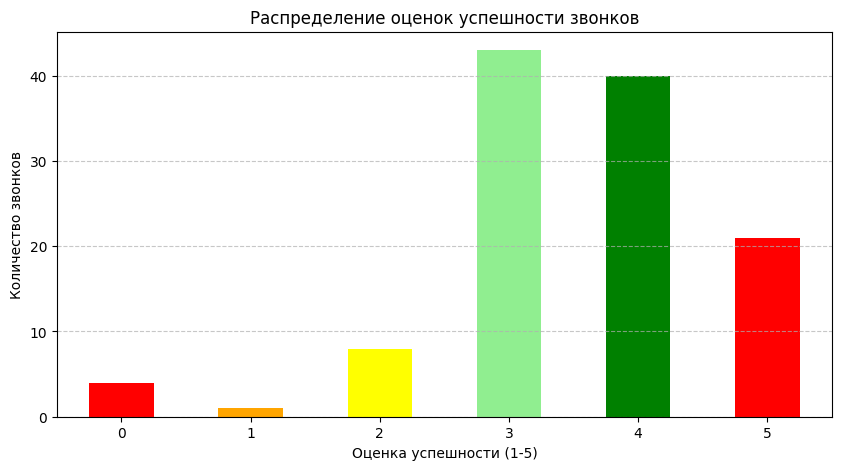 Распределение оценок успешности звонков
Количество звонков
40
30
20
10
0
0 1 2 3 4 5
Оценка успешности (1-5)